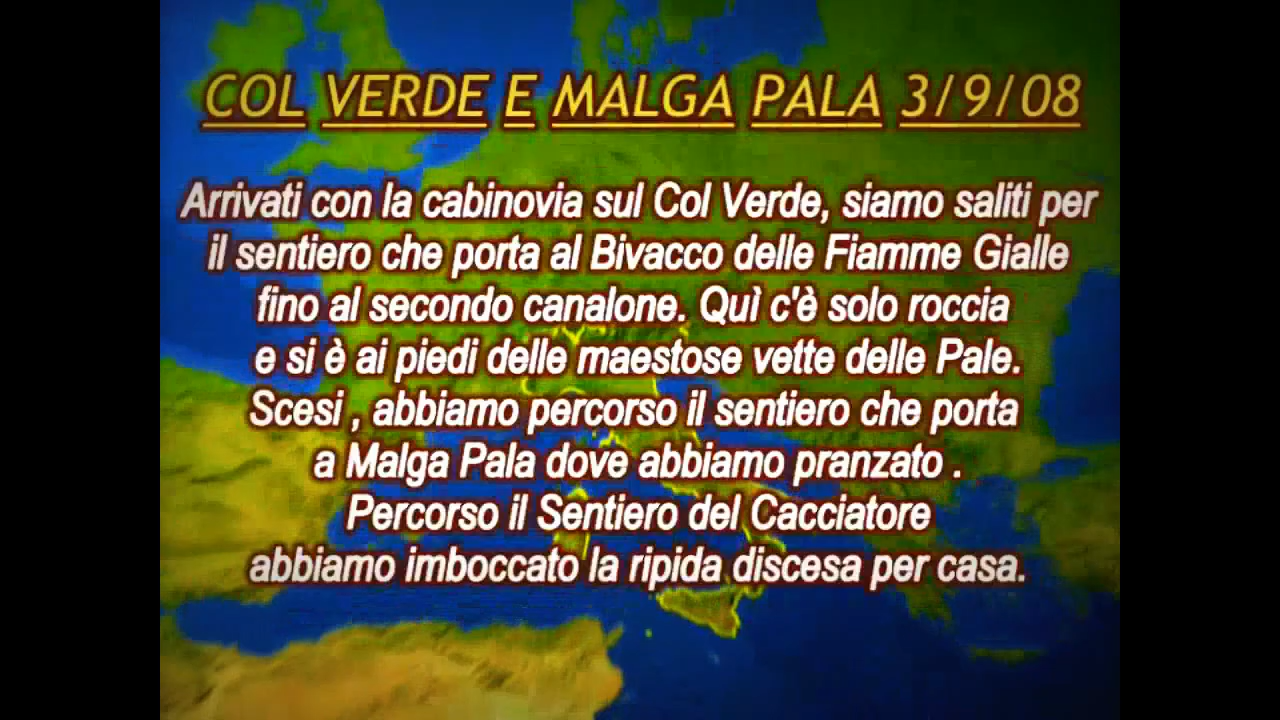 COL VERDE E MALGA PALA 3/9/08
Arrivati con la cabinovia sul Col Verde, siamo saliti per
il sentiero che porta al Bivacco delle Fiamme Gialle
fino al secondo canalone. Quì c'è solo roccia
e si è ai piedi delle maestose vette delle Pale.
Scesi , abbiamo percorso il sentiero che porta
a Malga Pala dove abbiamo pranzato .
Percorso il Sentiero del Cacciatore
abbiamo imboccato la ripida discesa per casa.